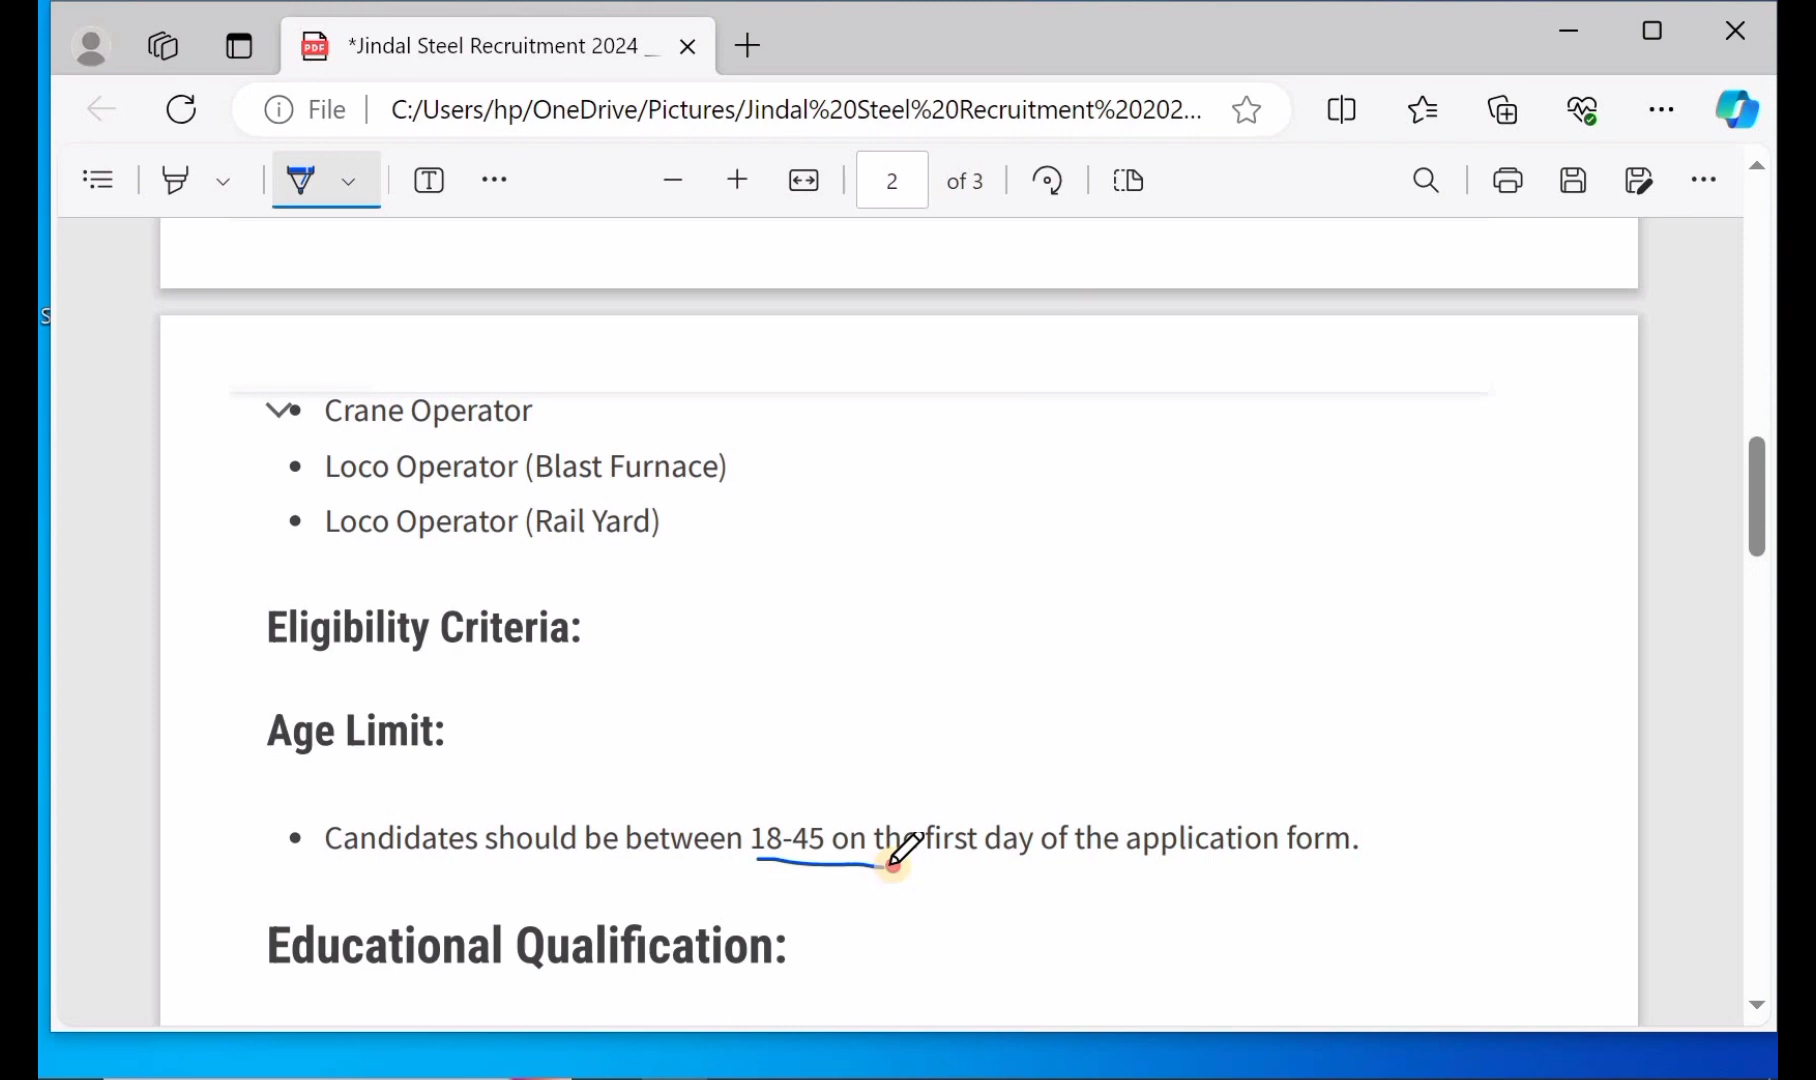 *Jindal Steel Recruitment 2024 _
File
C:/Users/hp/OneDrive/Pictures/Jindal%20Steel%20Recruitment%20202...
2 of 3
S
Crane Operator
Loco Operator (Blast Furnace)
Loco Operator (Rail Yard)
Eligibility Criteria:
Age Limit:
Candidates should be between 18-45 on the first day of the application form.
Educational Qualification: